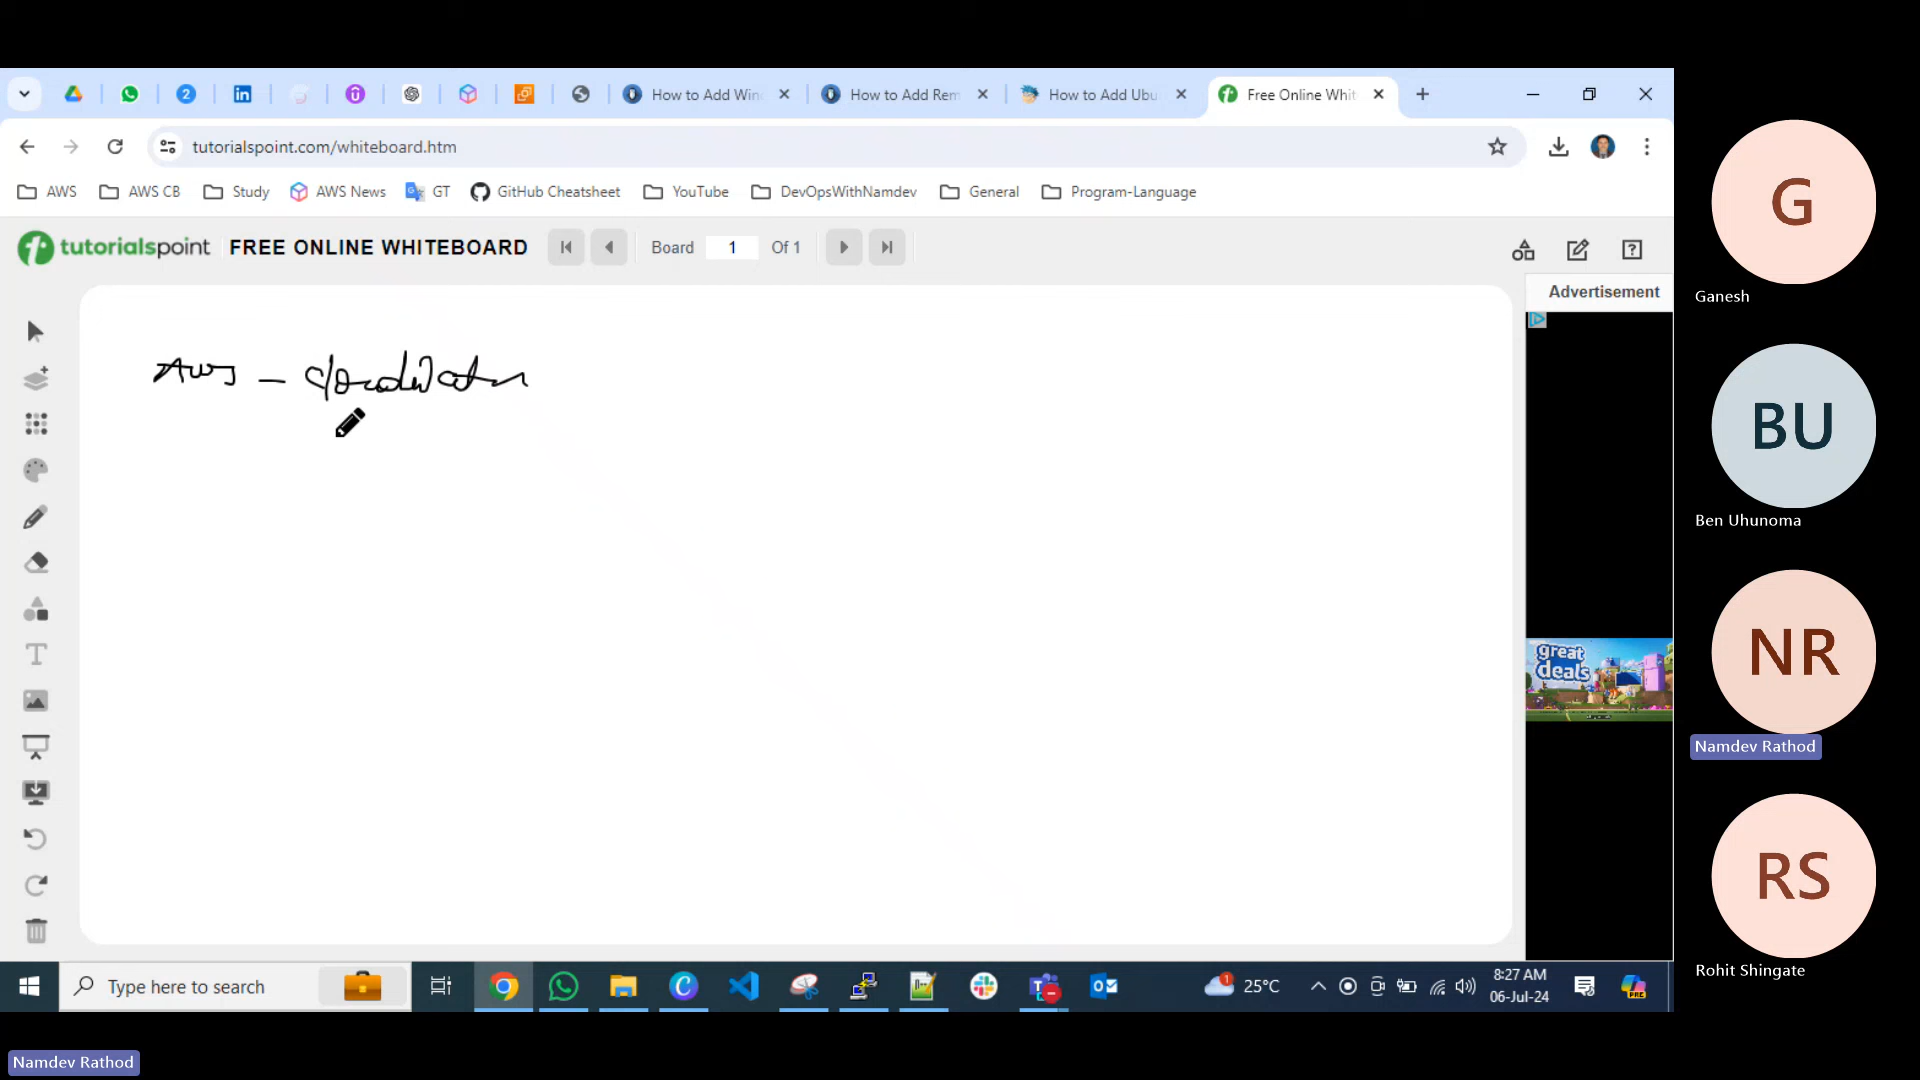 How to Add Win
How to Add Rem
How to Add Ubu
Free Online Whit
tutorialspoint.com/whiteboard.htm
AWS
AWS CB
Study
AWS News
GT
GitHub Cheatsheet
YouTube
DevOpsWithNamdev
General
Program-Language
tutorialspoint FREE ONLINE WHITEBOARD
Board 1 Of 1
Advertisement
Aws -
great
deals
Type here to search
25°C
8:27 AM
06-Jul-24
G
Ganesh
BU
Ben Uhunoma
NR
Namdev Rathod
RS
Rohit Shingate
Namdev Rathod